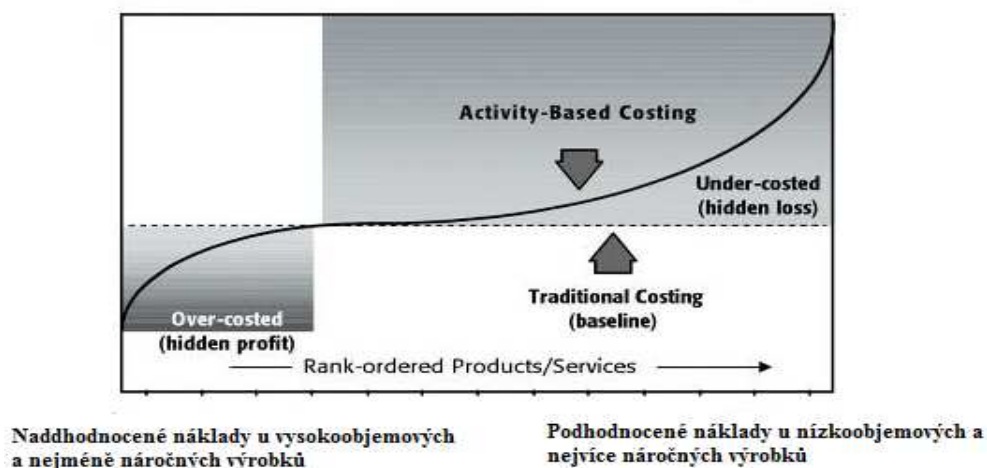 Activity-Based Costing
Under-costed
(hidden loss)
Traditional Costing
(baseline)
Over-costed
(hidden profit)
Rank-ordered Products/Services
Naddhodnocené náklady u vysokoobjemových
a nejméně náročných výrobků
Podhodnocené náklady u nízkoobjemových a
nejvíce náročných výrobků